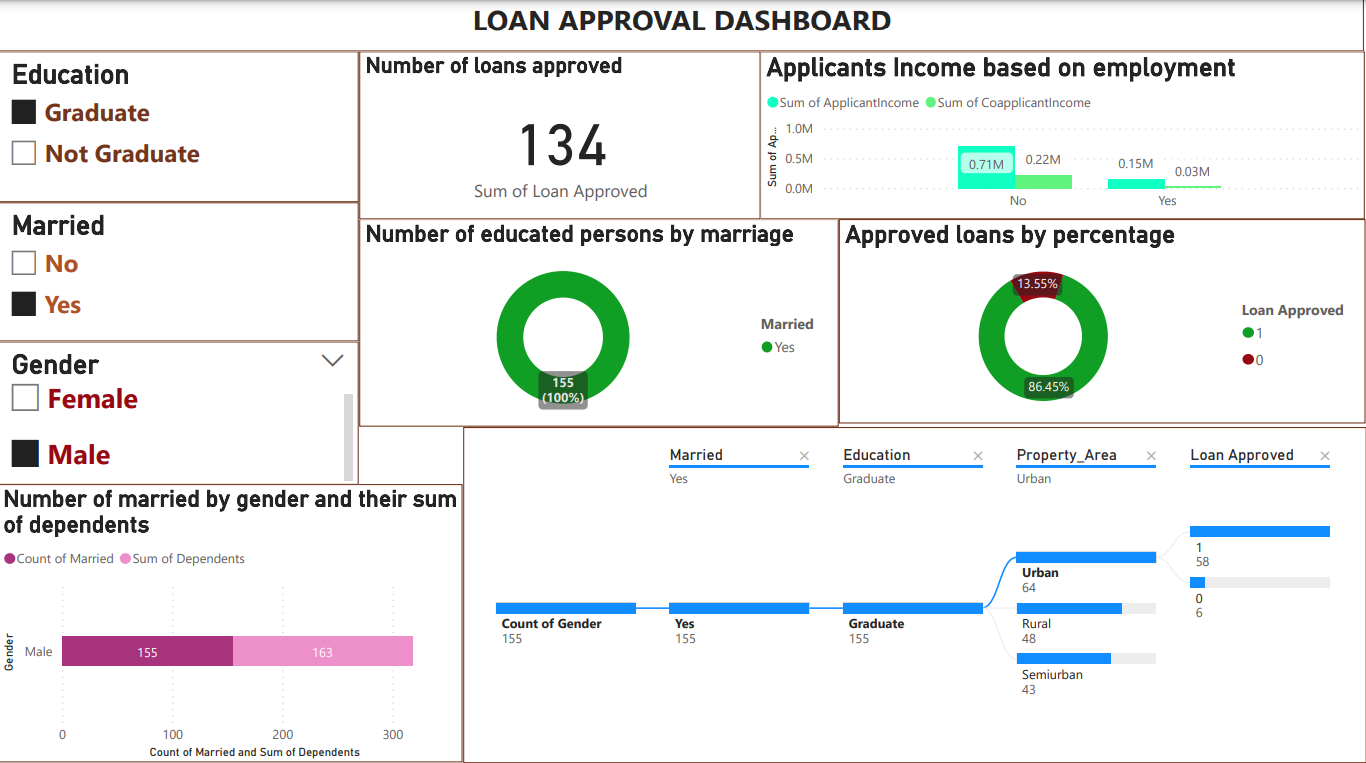 LOAN APPROVAL DASHBOARD
Education
Graduate
Not Graduate
Married
No
Yes
Gender
Female
Male
Number of loans approved
134
Sum of Loan Approved
Applicants Income based on employment
Sum of ApplicantIncome Sum of CoapplicantIncome
Sum of Ap...
1.0M
0.5M
0.0M
0.71M
0.22M
0.15M
0.03M
No
Yes
Number of educated persons by marriage
155
(100%)
Married
Yes
Approved loans by percentage
13.55%
86.45%
Loan Approved
1
0
Number of married by gender and their sum
of dependents
Count of Married Sum of Dependents
Gender
Male
155
163
0
100
200
300
Count of Married and Sum of Dependents
Married
Yes
Education
Graduate
Property_Area
Urban
Loan Approved
Count of Gender
155
Yes
155
Graduate
155
Urban
64
Rural
48
Semiurban
43
1
58
0
6